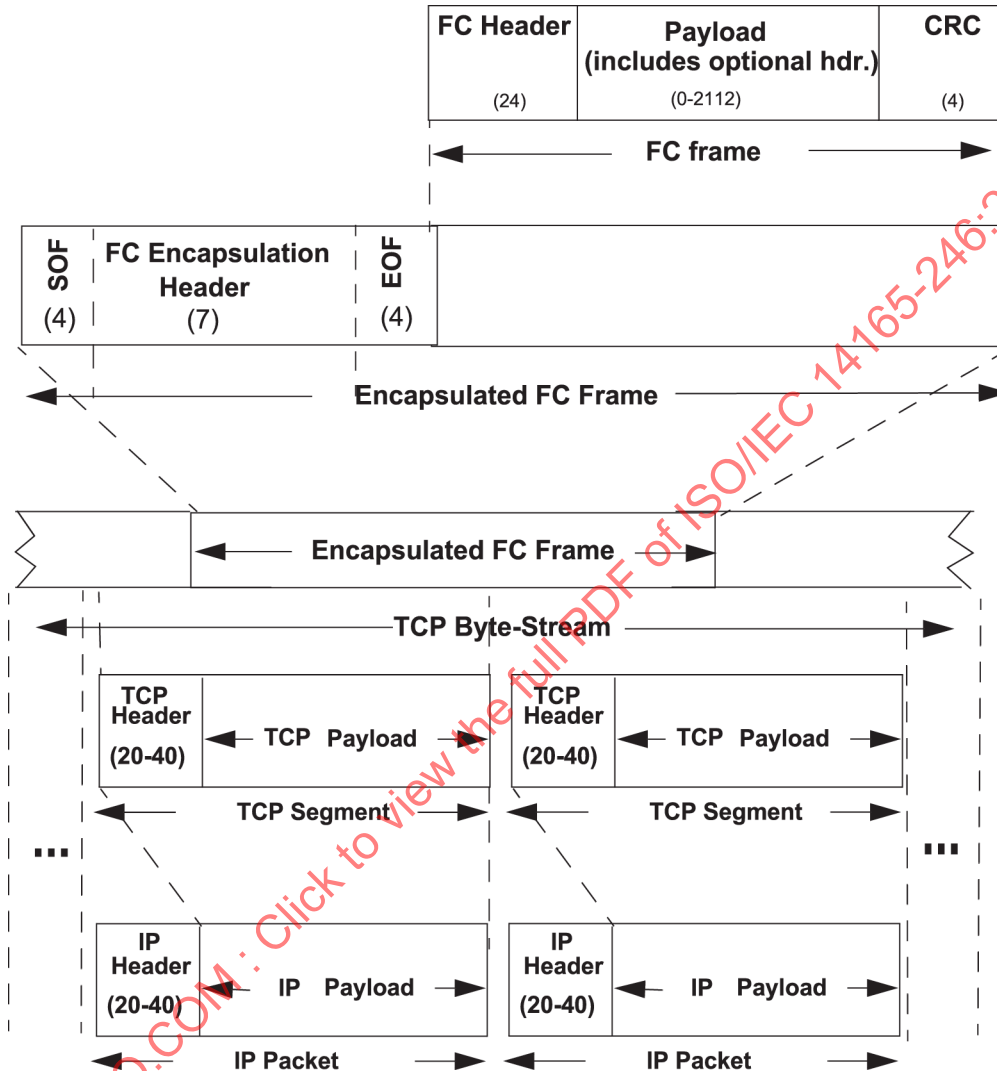 FC Header
Payload
(includes optional hdr.)
CRC
(24)
(0-2112)
(4)
FC frame
SOF
(4)
FC Encapsulation
Header
(7)
EOF
(4)
Encapsulated FC Frame
Encapsulated FC Frame
TCP Byte-Stream
TCP
Header
(20-40)
TCP Payload
TCP
Header
(20-40)
TCP Payload
TCP Segment
TCP Segment
...
...
IP
Header
(20-40)
IP Payload
IP
Header
(20-40)
IP Payload
IP Packet
IP Packet
.COM : Click to view the full PDF of ISO/IEC 14165-246: